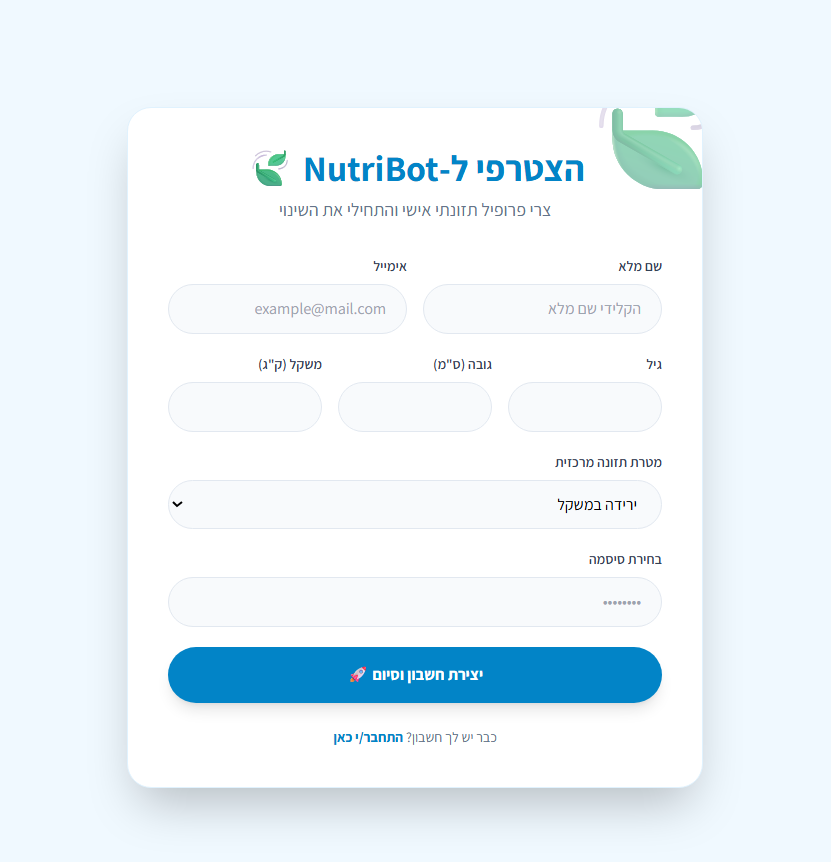 הצטרפי ל-NutriBot 🍃
צרי פרופיל תזונתי אישי והתחילי את השינוי
שם מלא
אימייל
הקלידי שם מלא
example@mail.com
גיל
גובה (ס"מ)
משקל (ק"ג)
מטרת תזונה מרכזית
ירידה במשקל
בחירת סיסמה
••••••••
יצירת חשבון וסיום 🚀
כבר יש לך חשבון? התחבר/י כאן